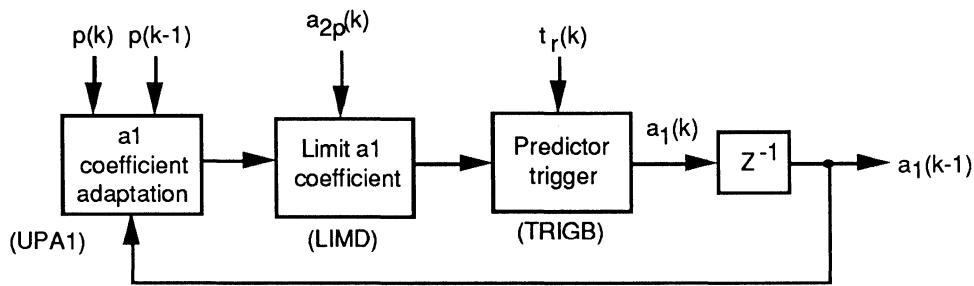 p(k) p(k-1)
a2p(k)
tr(k)
a1
coefficient
adaptation
Limit a1
coefficient
Predictor
trigger
a1(k)
Z-1
a1(k-1)
(UPA1)
(LIMD)
(TRIGB)